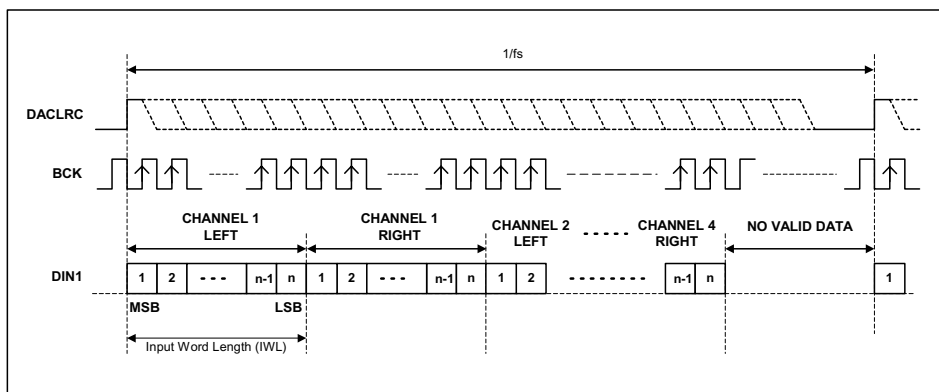 1/fs
DACLRC
BCK
CHANNEL 1 LEFT
CHANNEL 1 RIGHT
CHANNEL 2 LEFT
CHANNEL 4 RIGHT
NO VALID DATA
DIN1
1 2 n-1 n 1 2 n-1 n 1 2 n-1 n 1
MSB LSB
Input Word Length (IWL)